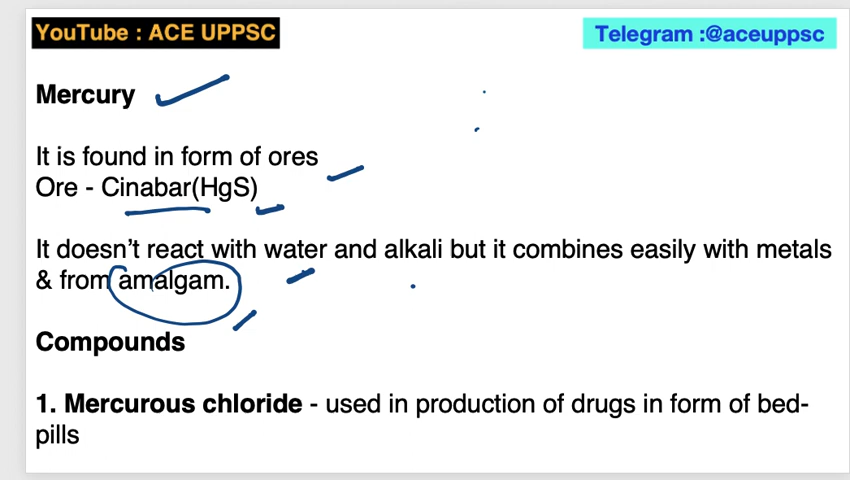 YouTube : ACE UPPSC
Telegram :@aceuppsc
Mercury
It is found in form of ores
Ore - Cinabar(HgS)
It doesn't react with water and alkali but it combines easily with metals
& from amalgam.
Compounds
1. Mercurous chloride - used in production of drugs in form of bed-
pills